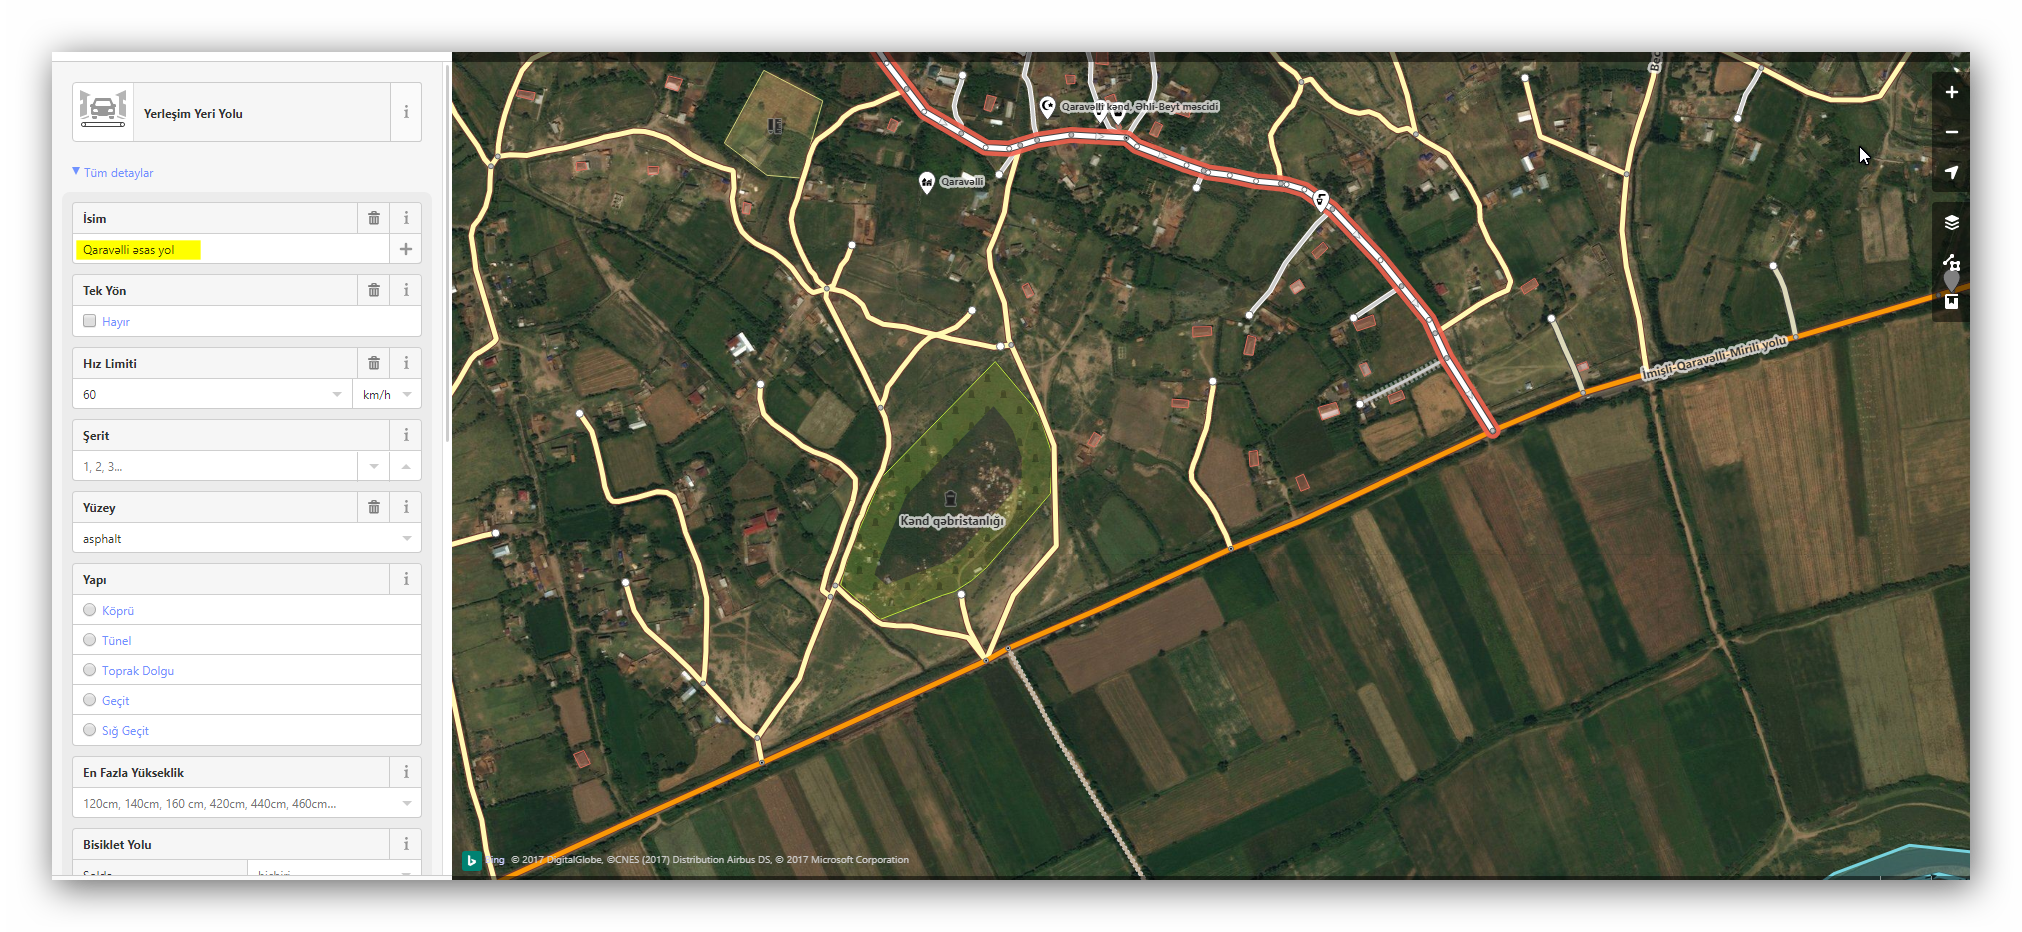 Yerleşim Yeri Yolu
Tüm detaylar
İsim
Qaravəlli əsas yol
Tek Yön
Hayır
Hız Limiti
60
km/h
Şerit
1, 2, 3...
Yüzey
asphalt
Yapı
Köprü
Tünel
Toprak Dolgu
Geçit
Sığ Geçit
En Fazla Yükseklik
120cm, 140cm, 160 cm, 420cm, 440cm, 460cm...
Bisiklet Yolu
Qaravəlli kənd, Əhli-Beyt məscidi
Qaravəlli
İmişli-Qaravəlli-Mirili yolu
Kənd qəbristanlığı
Bing © 2017 DigitalGlobe, ©CNES (2017) Distribution Airbus DS, © 2017 Microsoft Corporation